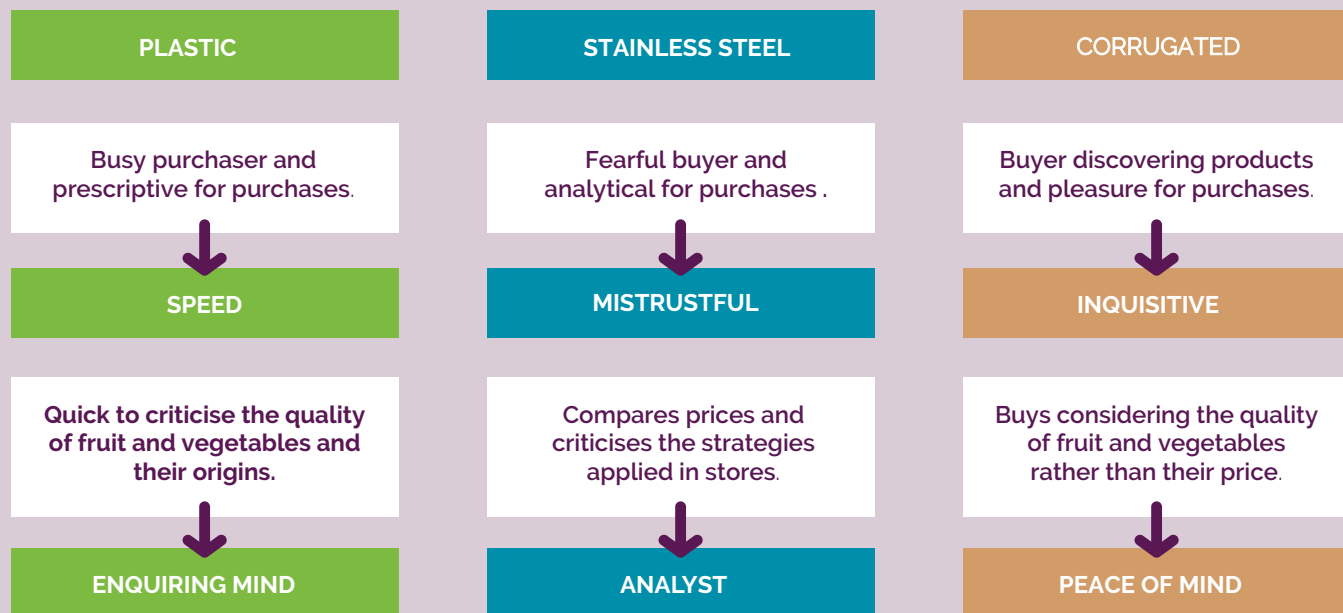 PLASTIC
STAINLESS STEEL
CORRUGATED
Busy purchaser and
prescriptive for purchases.
Fearful buyer and
analytical for purchases .
Buyer discovering products
and pleasure for purchases.
SPEED
MISTRUSTFUL
INQUISITIVE
Quick to criticise the quality
of fruit and vegetables and
their origins.
Compares prices and
criticises the strategies
applied in stores.
Buys considering the quality
of fruit and vegetables
rather than their price.
ENQUIRING MIND
ANALYST
PEACE OF MIND